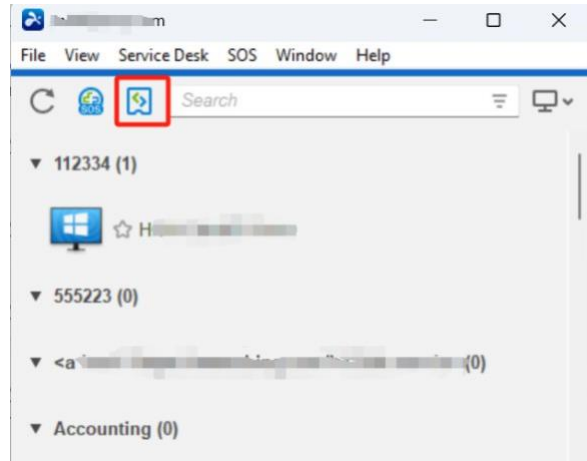 File View Service Desk SOS Window Help
SOS
Search
112334 (1)
H
555223 (0)
<a (0)
Accounting (0)